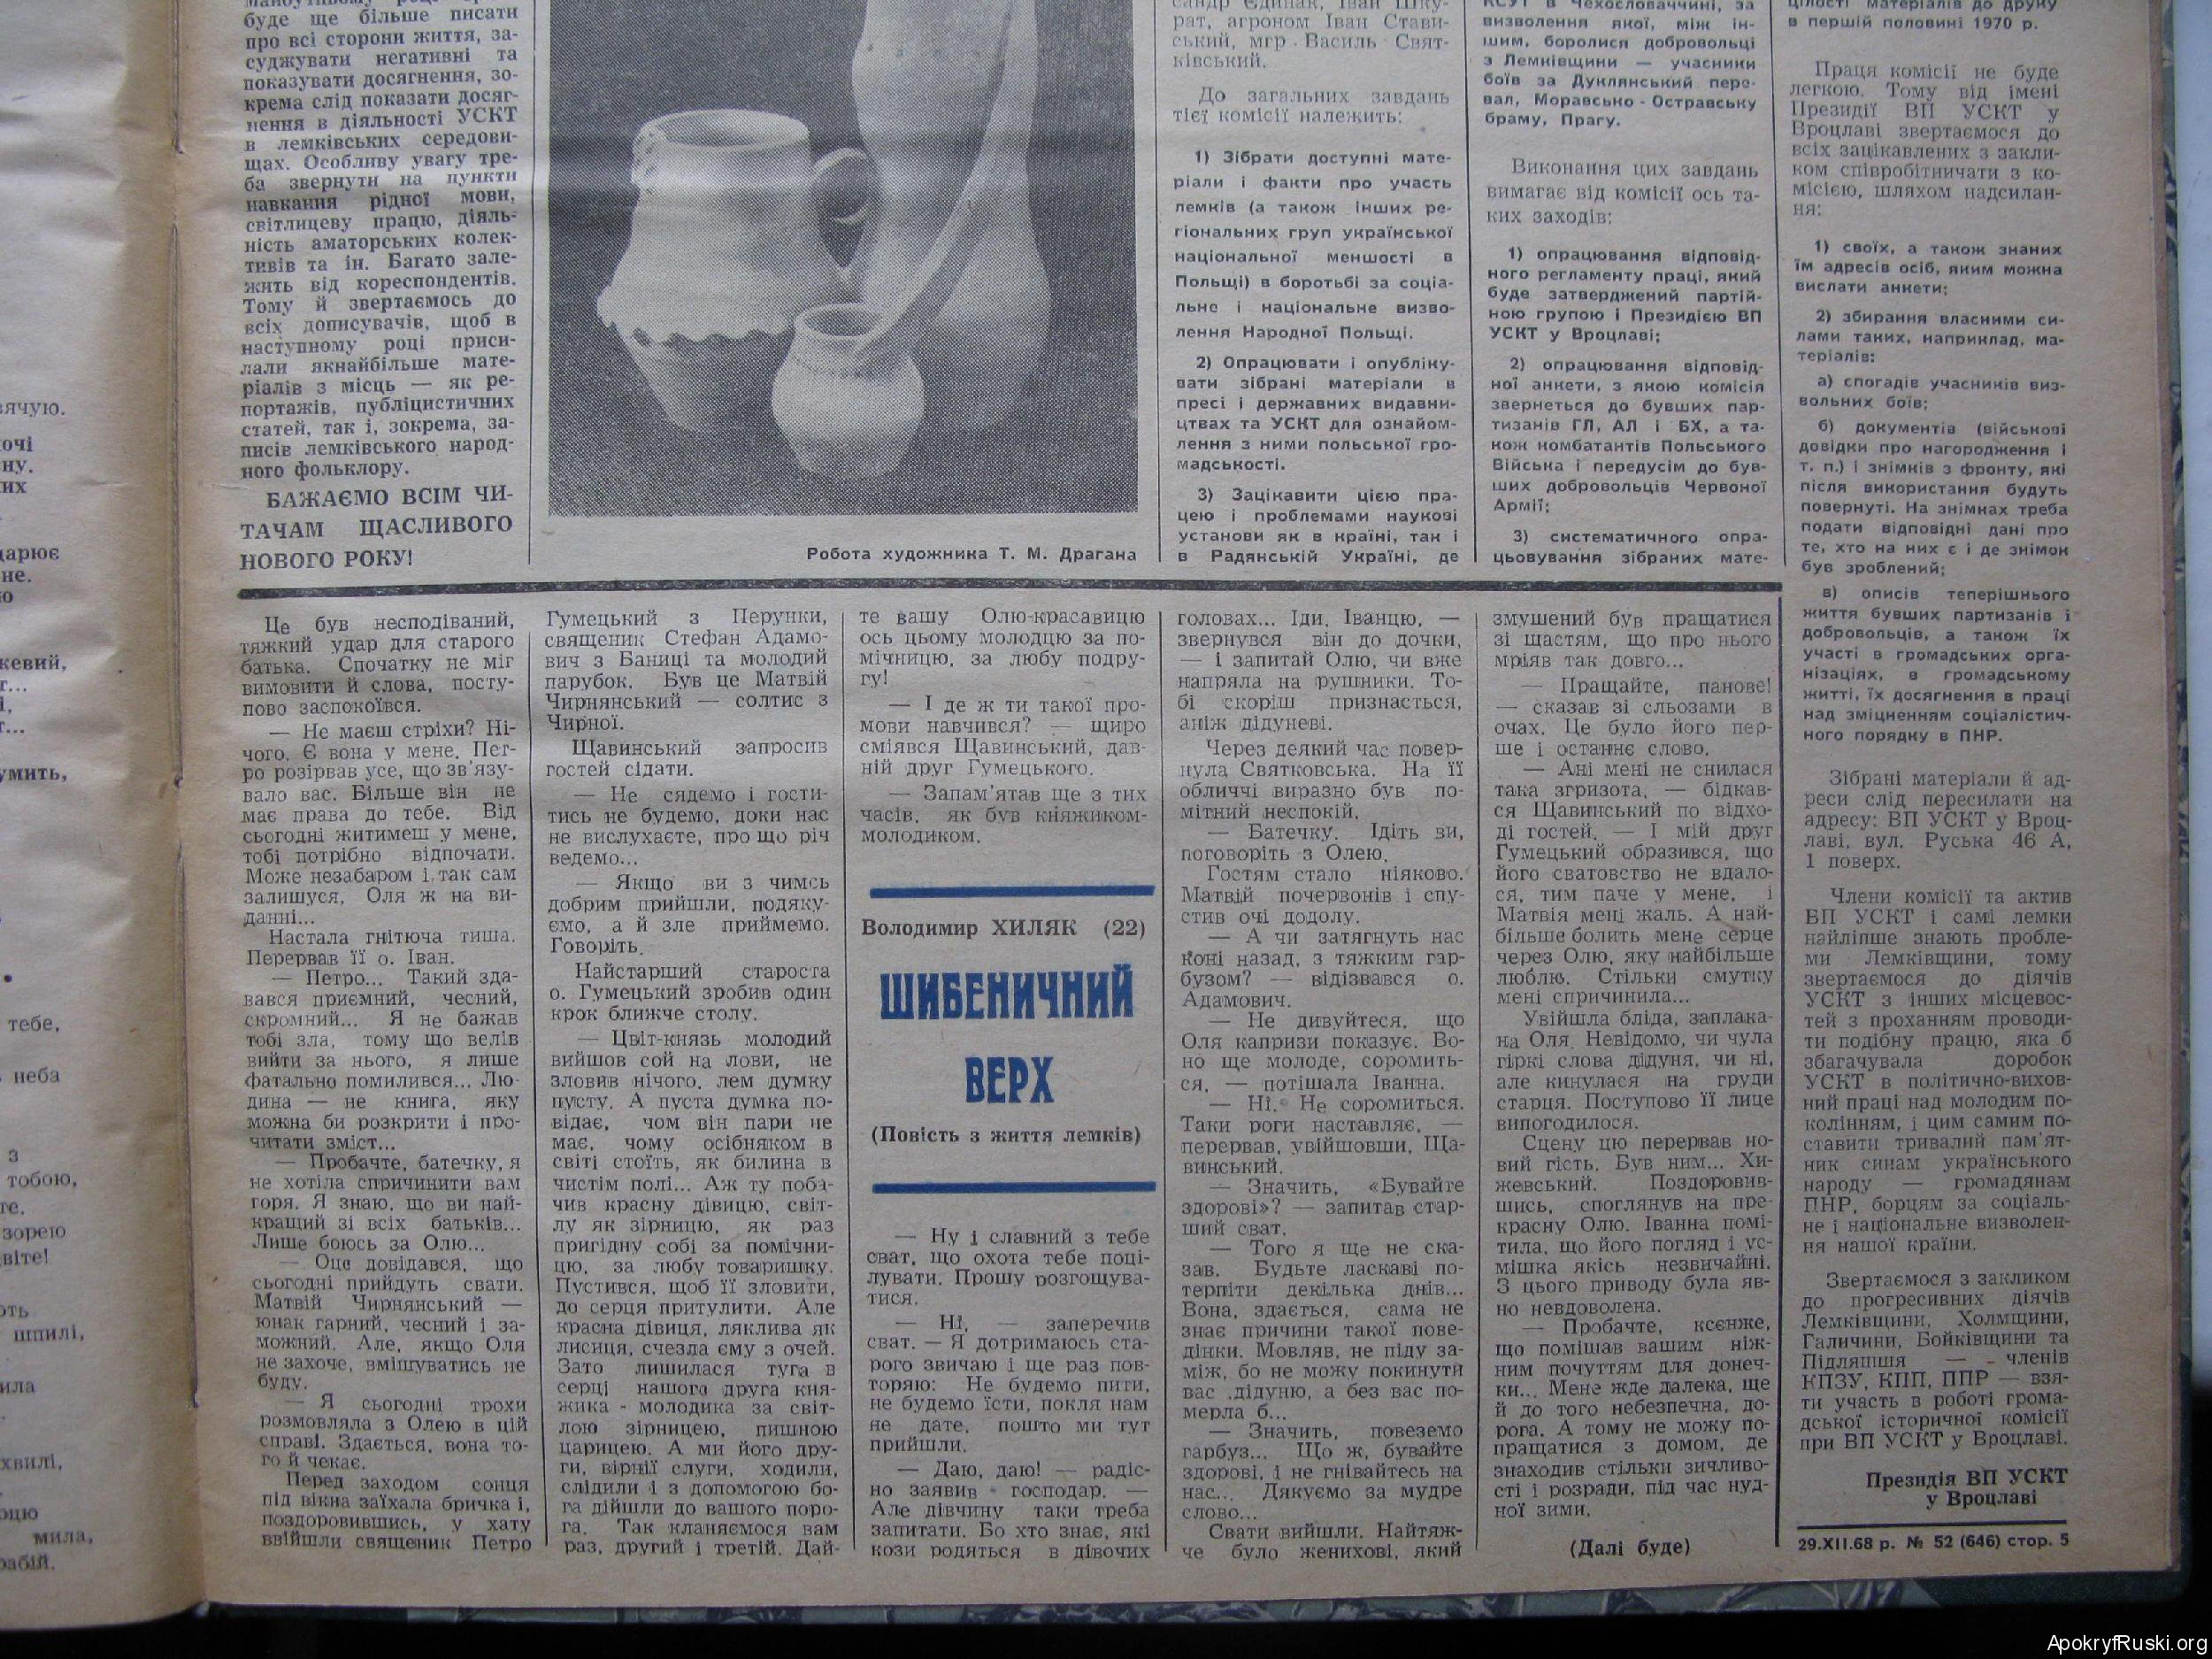 буде ще більше писати
про всі сторони життя, за-
суджувати негативні та
показувати досягнення, зо-
крема слід показати досяг-
нення в діяльності УСКТ
в лемківських середови-
щах. Особливу увагу тре-
ба звернути на пункти
навкання рідної мови,
світлицеву працю, діяль-
ність аматорських колек-
тивів та ін. Багато зале-
жить від кореспондентів.
Тому й звертаємось до
всіх дописувачів, щоб в
наступному році приси-
лали якнайбільше мате-
ріалів з місць — як ре-
портажів, публіцистичних
статей, так і, зокрема, за-
писів лемківського народ-
ного фольклору.
БАЖАЄМО ВСІМ ЧИ-
ТАЧАМ ЩАСЛИВОГО
НОВОГО РОКУ!
Робота художника Т. М. Драгана
рат, агроном Іван Стави-
ський, мгр. Василь Свят-
ківський.
До загальних завдань
тієї комісії належить:
1) Зібрати доступні мате-
ріали і факти про участь
лемків (а також інших ре-
гіональних груп української
національної меншості в
Польщі) в боротьбі за соціа-
льне і національне визво-
лення Народної Польщі.
2) Опрацювати і опубліку-
вати зібрані матеріали в
пресі і державних видавни-
цтвах та УСКТ для ознайом-
лення з ними польської гро-
мадськості.
3) Зацікавити цією пра-
цею і проблемами наукові
установи як в країні, так і
в Радянській Україні, де
КСУТ в Чехословаччині, за
визволення якої, між ін-
шим, боролися добровольці
з Лемківщини — учасники
боїв за Дуклянський пере-
вал, Моравсько-Остравську
браму, Прагу.
Виконання цих завдань
вимагає від комісії ось та-
ких заходів:
1) опрацювання відповід-
ного регламенту праці, який
буде затверджений партій-
ною групою і Президією ВП
УСКТ у Вроцлаві;
2) опрацювання відповід-
ної анкети, з якою комісія
звернеться до бувших пар-
тизанів ГЛ, АЛ і БХ, а та-
кож комбатантів Польського
Війська і передусім до був-
ших добровольців Червоної
Армії;
3) систематичного опра-
цьовування зібраних мате-
цілості матеріалів до друку
в першій половині 1970 р.
Праця комісії не буде
легкою. Тому від імені
Президії ВП УСКТ у
Вроцлаві звертаємося до
всіх зацікавлених з закли-
ком співробітничати з ко-
місією, шляхом надсилан-
ня:
1) своїх, а також знаних
їм адресів осіб, яким можна
вислати анкети;
2) збирання власними си-
лами таких, наприклад, ма-
теріалів:
а) спогадів учасників виз-
вольних боїв;
б) документів (військові
довідки про нагородження і
т. п.) і знімків з фронту, які
після використання будуть
повернуті. На знімках треба
подати відповідні дані про
те, хто на них є і де знімок
був зроблений;
в) описів теперішнього
життя бувших партизанів і
добровольців, а також їх
участі в громадських орга-
нізаціях, в громадському
житті, їх досягнення в праці
над зміцненням соціалістич-
ного порядку в ПНР.
Зібрані матеріали й ад-
реси слід пересилати на
адресу: ВП УСКТ у Вроц-
лаві, вул. Руська 46 А,
1 поверх.
Члени комісії та актив
ВП УСКТ і самі лемки
найліпше знають пробле-
ми Лемківщини, тому
звертаємося до діячів
УСКТ з інших місцевос-
тей з проханням проводи-
ти подібну працю, яка б
збагачувала доробок
УСКТ в політично-вихов-
ний праці над молодим по-
колінням, і цим самим по-
ставити тривалий пам'ят-
ник синам українського
народу — громадянам
ПНР, борцям за соціаль-
не і національне визволен-
ня нашої країни.
Звертаємося з закликом
до прогресивних діячів
Лемківщини, Холмщини,
Галичини, Бойківщини та
Підляшшя — членів
КПЗУ, КПП, ППР — взя-
ти участь в роботі грома-
дської історичної комісії
при ВП УСКТ у Вроцлаві.
Президія ВП УСКТ
у Вроцлаві
29.XII.68 р. № 52 (646) стор. 5
Це був несподіваний,
тяжкий удар для старого
батька. Спочатку не міг
вимовити й слова, посту-
пово заспокоївся.
— Не маєш стріхи? Ні-
чого. Є вона у мене. Пет-
ро розірвав усе, що зв'язу-
вало вас. Більше він не
має права до тебе. Від
сьогодні житимеш у мене,
тобі потрібно відпочати.
Може незабаром і так сам
залишуся, Оля ж на ви-
данні...
Настала гнітюча тиша.
Перервав її о. Іван.
— Петро... Такий зда-
вався приємний, чесний,
скромний... Я не бажав
тобі зла, тому що велів
вийти за нього, я лише
фатально помилився... Лю-
дина — не книга, яку
можна би розкрити і про-
читати зміст...
— Пробачте, батечку, я
не хотіла спричинити вам
горя. Я знаю, що ви най-
кращий зі всіх батьків...
Лише боюсь за Олю...
— Оце довідався, що
сьогодні прийдуть свати.
Матвій Чирнянський —
юнак гарний, чесний і за-
можний. Але, якщо Оля
не захоче, вмішуватись не
буду.
— Я сьогодні трохи
розмовляла з Олею в цій
справі. Здається, вона то-
го й чекає.
Перед заходом сонця
під вікна заїхала бричка і,
поздоровившись, у хату
ввійшли священик Петро
Гумецький з Перунки,
священик Стефан Адамо-
вич з Баниці та молодий
парубок. Був це Матвій
Чирнянський — солтис з
Чирної.
Щавинський запросив
гостей сідати.
— Не сядемо і гости-
тись не будемо, доки нас
не вислухаєте, про що річ
ведемо...
— Якщо ви з чимсь
добрим прийшли, подяку-
ємо, а й зле приймемо.
Говоріть.
Найстарший староста
о. Гумецький зробив один
крок ближче столу.
— Цвіт-князь молодий
вийшов сой на лови, не
зловив нічого, лем думку
пусту. А пуста думка по-
відає, чом він пари не
має, чому осібняком в
світі стоїть, як билина в
чистім полі... Аж ту поба-
чив красну дівицю, світ-
лу як зірницю, як раз
пригідну собі за помічни-
цю, за любу товаришку.
Пустився, щоб її зловити,
до серця притулити. Але
красна дівиця, ляклива як
лисиця, счезла єму з очей.
Зато лишилася туга в
серці нашого друга кня-
жика-молодика за світ-
лою зірницею, пишною
царицею. А ми його дру-
ги, вірнії слуги, ходили,
слідили і з допомогою бо-
га дійшли до вашого поро-
га. Так кланяємося вам
раз, другий і третій. Дай-
те вашу Олю-красавицю
ось цьому молодцю за по-
мічницю, за любу подру-
гу!
— І де ж ти такої про-
мови навчився? — щиро
сміявся Щавинський, дав-
ній друг Гумецького.
— Запам'ятав ще з тих
часів, як був княжиком-
молодиком.
Володимир ХИЛЯК (22)
ШИБЕНИЧНИЙ
ВЕРХ
(Повість з життя лемків)
— Ну і славний з тебе
сват, що охота тебе поці-
лувати. Прошу розгощува-
тися.
— Ні, — заперечив
сват. — Я дотримаюсь ста-
рого звичаю і ще раз пов-
торяю: Не будемо пити,
не будемо їсти, покля нам
не дате, пошто ми тут
прийшли.
— Даю, даю! — радіс-
но заявив господар. —
Але дівчину таки треба
запитати. Бо хто знає, які
кози родяться в дівочих
головах... Іди, Іванцю, —
звернувся він до дочки,
— і запитай Олю, чи вже
напряла на рушники. То-
бі скоріш признається,
аніж дідуневі.
Через деякий час повер-
нула Святковська. На її
обличчі виразно був по-
мітний неспокій.
— Батечку. Ідіть ви,
поговоріть з Олею.
Гостям стало ніяково.
Матвій почервонів і спу-
стив очі додолу.
— А чи затягнуть нас
коні назад, з тяжким гар-
бузом? — відізвався о.
Адамович.
— Не дивуйтеся, що
Оля капризи показує. Во-
но ще молоде, соромить-
ся, — потішала Іванна.
— Ні. Не соромиться.
Таки роги наставляє, —
перервав, увійшовши, Ща-
винський.
— Значить, «Бувайте
здорові»? — запитав стар-
ший сват.
— Того я ще не ска-
зав. Будьте ласкаві по-
терпіти декілька днів...
Вона, здається, сама не
знає причини такої пове-
дінки. Мовляв, не піду за-
між, бо не можу покинути
вас, дідуню, а без вас по-
мерла б...
— Значить, повеземо
гарбуз... Що ж, бувайте
здорові, і не гнівайтесь на
нас... Дякуємо за мудре
слово...
Свати вийшли. Найтяж-
че було женихові, який
змушений був пращатися
зі щастям, що про нього
мріяв так довго...
— Пращайте, панове!
— сказав зі сльозами в
очах. Це було його пер-
ше і останнє слово.
— Ані мені не снилася
така згризота, — бідкав-
ся Щавинський по відхо-
ді гостей. — І мій друг
Гумецький образився, що
його сватовство не вдало-
ся, тим паче у мене, і
Матвія мені жаль. А най-
більше болить мене серце
через Олю, яку найбільше
люблю. Стільки смутку
мені спричинила...
Увійшла бліда, заплака-
на Оля. Невідомо, чи чула
гіркі слова дідуня, чи ні,
але кинулася на груди
старця. Поступово її лице
випогодилося.
Сцену цю перервав но-
вий гість. Був ним... Хи-
жевський. Поздоровив-
шись, споглянув на пре-
красну Олю. Іванна помі-
тила, що його погляд і ус-
мішка якісь незвичайні.
З цього приводу була яв-
но невдоволена.
— Пробачте, ксєнже,
що помішав вашим ніж-
ним почуттям для донеч-
ки... Мене жде далека, ще
й до того небезпечна, до-
рога. А тому не можу по-
пращатися з домом, де
знаходив стільки зичливо-
сті і розради, під час нуд-
ної зими.
(Далі буде)
ApokryfRuski.org